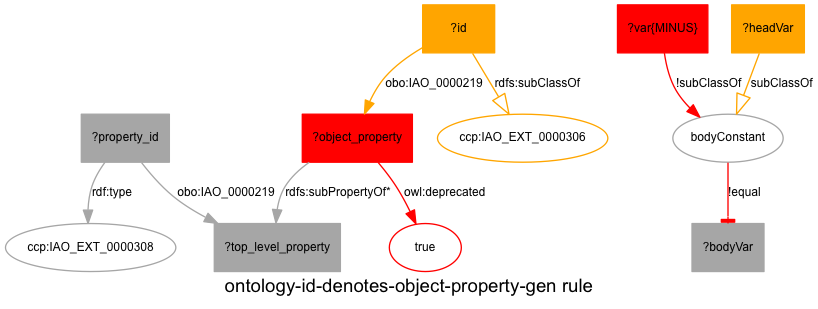 ?id
?var{MINUS}
?headVar
obo:IAO_0000219
rdfs:subClassOf
!subClassOf
subClassOf
?property_id
?object_property
ccp:IAO_EXT_0000306
bodyConstant
rdf:type
obo:IAO_0000219
rdfs:subPropertyOf*
owl:deprecated
!equal
ccp:IAO_EXT_0000308
?top_level_property
true
?bodyVar
ontology-id-denotes-object-property-gen rule